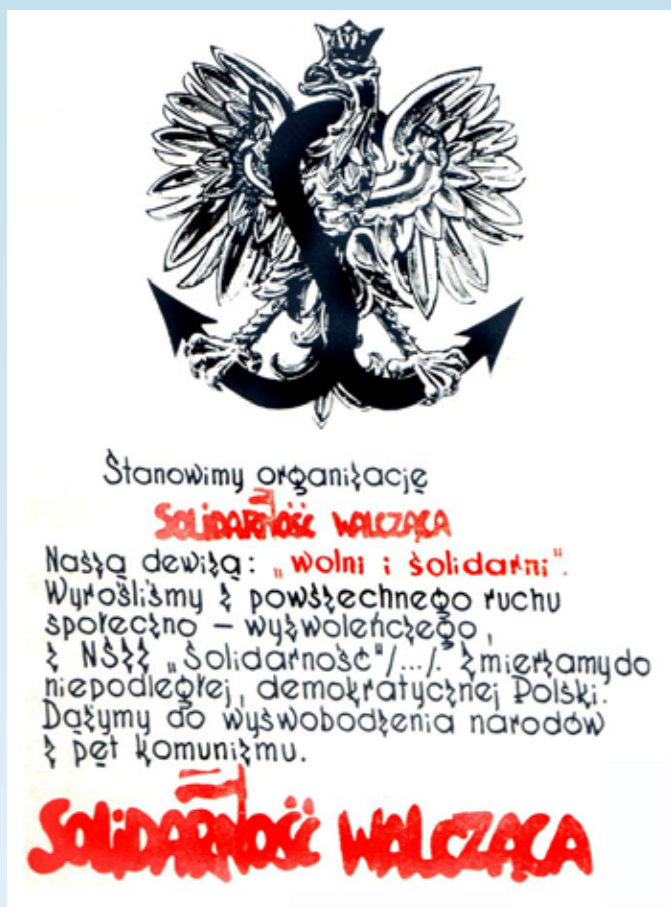 Stanowimy organizację
SOLiDARNOŚĆ WALCZĄCA
Naszą dewizą: „wolni i solidarni".
Wyrośliśmy z powszechnego ruchu
społeczno – wyzwoleńczego,
z NSZZ „Solidarność"/.../. Zmierzamy do
niepodległej, demokratycznej Polski.
Dążymy do wyswobodzenia narodów
z pęt komunizmu.
SOLiDARNOŚĆ WALCZĄCA